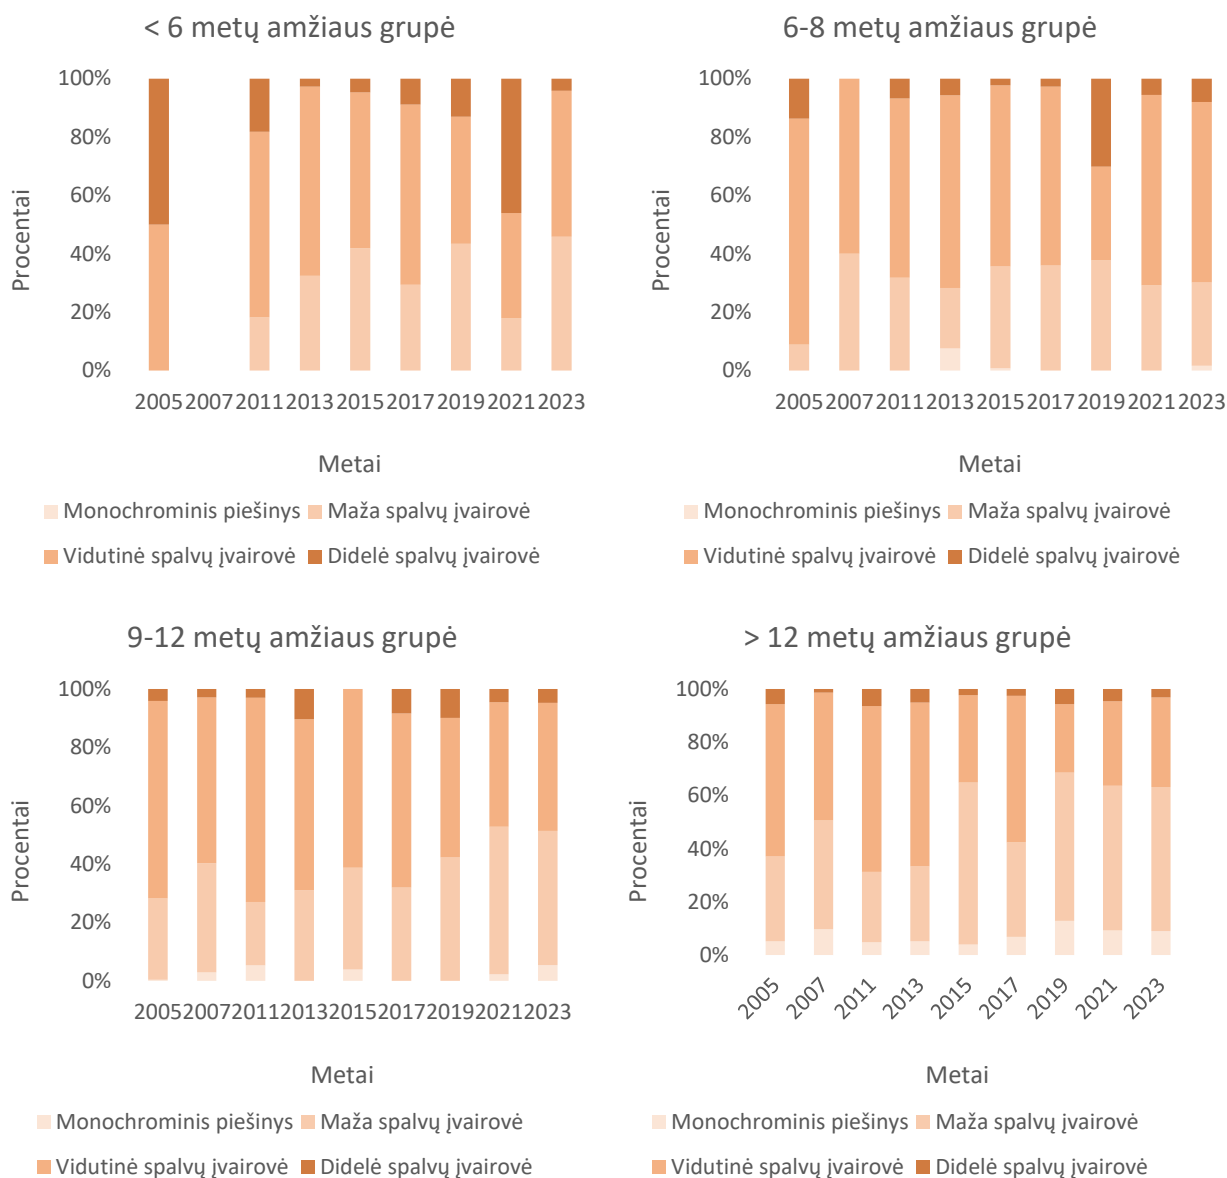 < 6 metų amžiaus grupė
100%
80%
60%
40%
20%
0%
Procentai
2005 2007 2011 2013 2015 2017 2019 2021 2023
Metai
Monochrominis piešinys Maža spalvų įvairovė
Vidutinė spalvų įvairovė Didelė spalvų įvairovė
6-8 metų amžiaus grupė
100%
80%
60%
40%
20%
0%
Procentai
2005 2007 2011 2013 2015 2017 2019 2021 2023
Metai
Monochrominis piešinys Maža spalvų įvairovė
Vidutinė spalvų įvairovė Didelė spalvų įvairovė
9-12 metų amžiaus grupė
100%
80%
60%
40%
20%
0%
Procentai
2005 2007 2011 2013 2015 2017 2019 2021 2023
Metai
Monochrominis piešinys Maža spalvų įvairovė
Vidutinė spalvų įvairovė Didelė spalvų įvairovė
> 12 metų amžiaus grupė
100%
80%
60%
40%
20%
0%
Procentai
2005 2007 2011 2013 2015 2017 2019 2021 2023
Metai
Monochrominis piešinys Maža spalvų įvairovė
Vidutinė spalvų įvairovė Didelė spalvų įvairovė